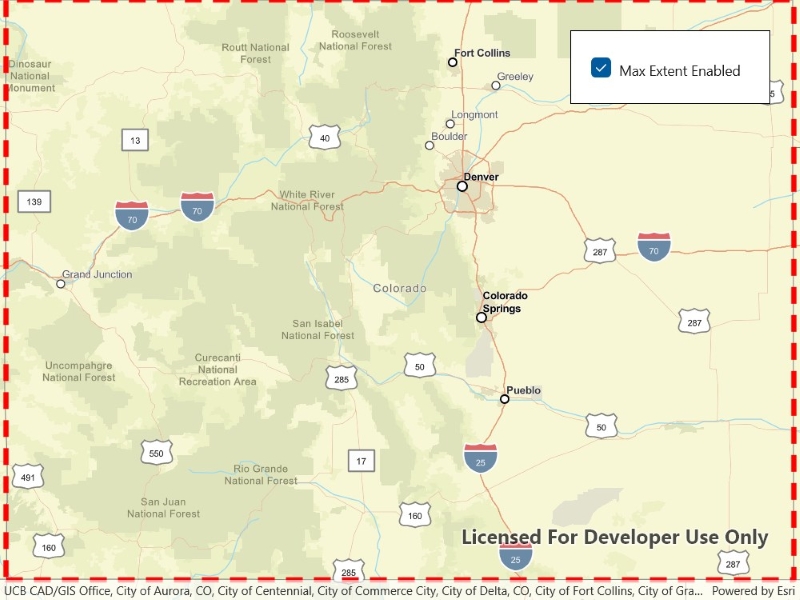 Roosevelt
National Forest
Routt National
Forest
Fort Collins
Max Extent Enabled
Dinosaur
National
Monument
Greeley
5
Longmont
13
40
Boulder
Denver
139
White River
National Forest
70
70
287
70
Grand Junction
Colorado
Colorado
Springs
San Isabel
National Forest
287
Uncompahgre
National Forest
Curecanti
National
Recreation Area
285
50
Pueblo
50
550
17
25
491
Rio Grande
National Forest
San Juan
National Forest
160
160
Licensed For Developer Use Only
25
285
287
UCB CAD/GIS Office, City of Aurora, CO, City of Centennial, City of Commerce City, City of Delta, CO, City of Fort Collins, City of Gra... Powered by Esri